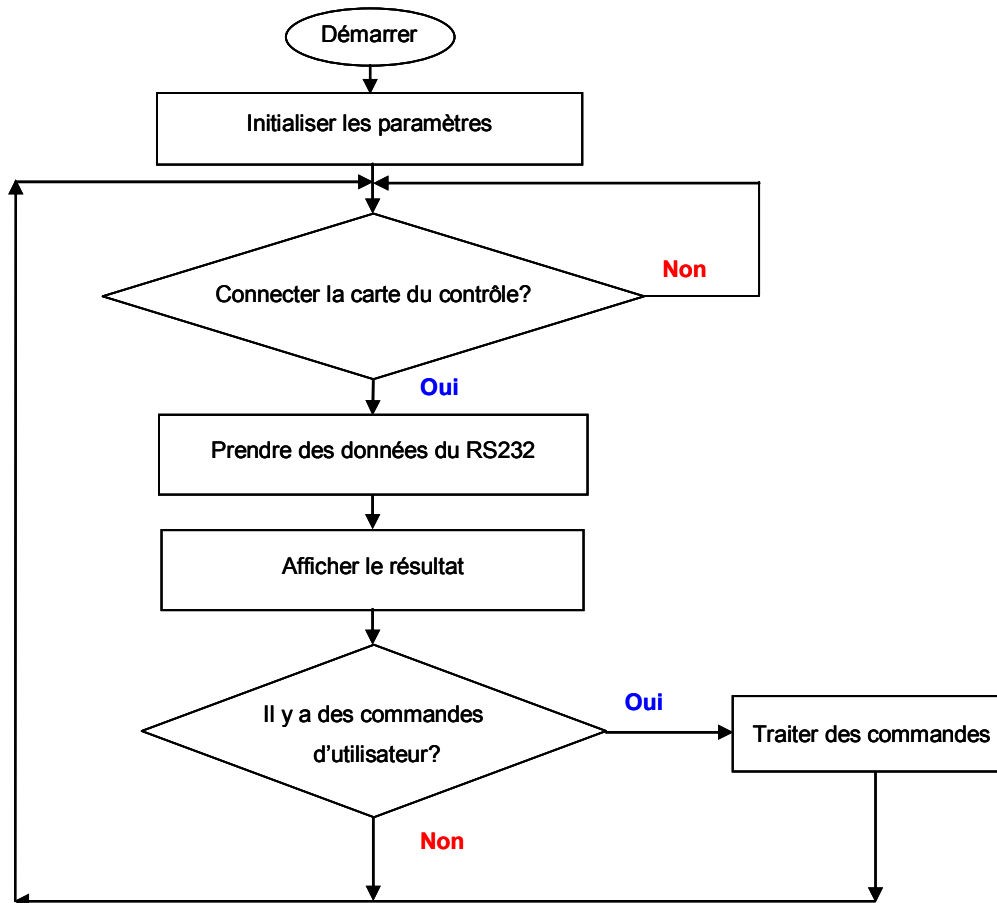 Démarrer
Initialiser les paramètres
Non
Connecter la carte du contrôle?
Oui
Prendre des données du RS232
Afficher le résultat
Il y a des commandes
d'utilisateur?
Oui
Traiter des commandes
Non